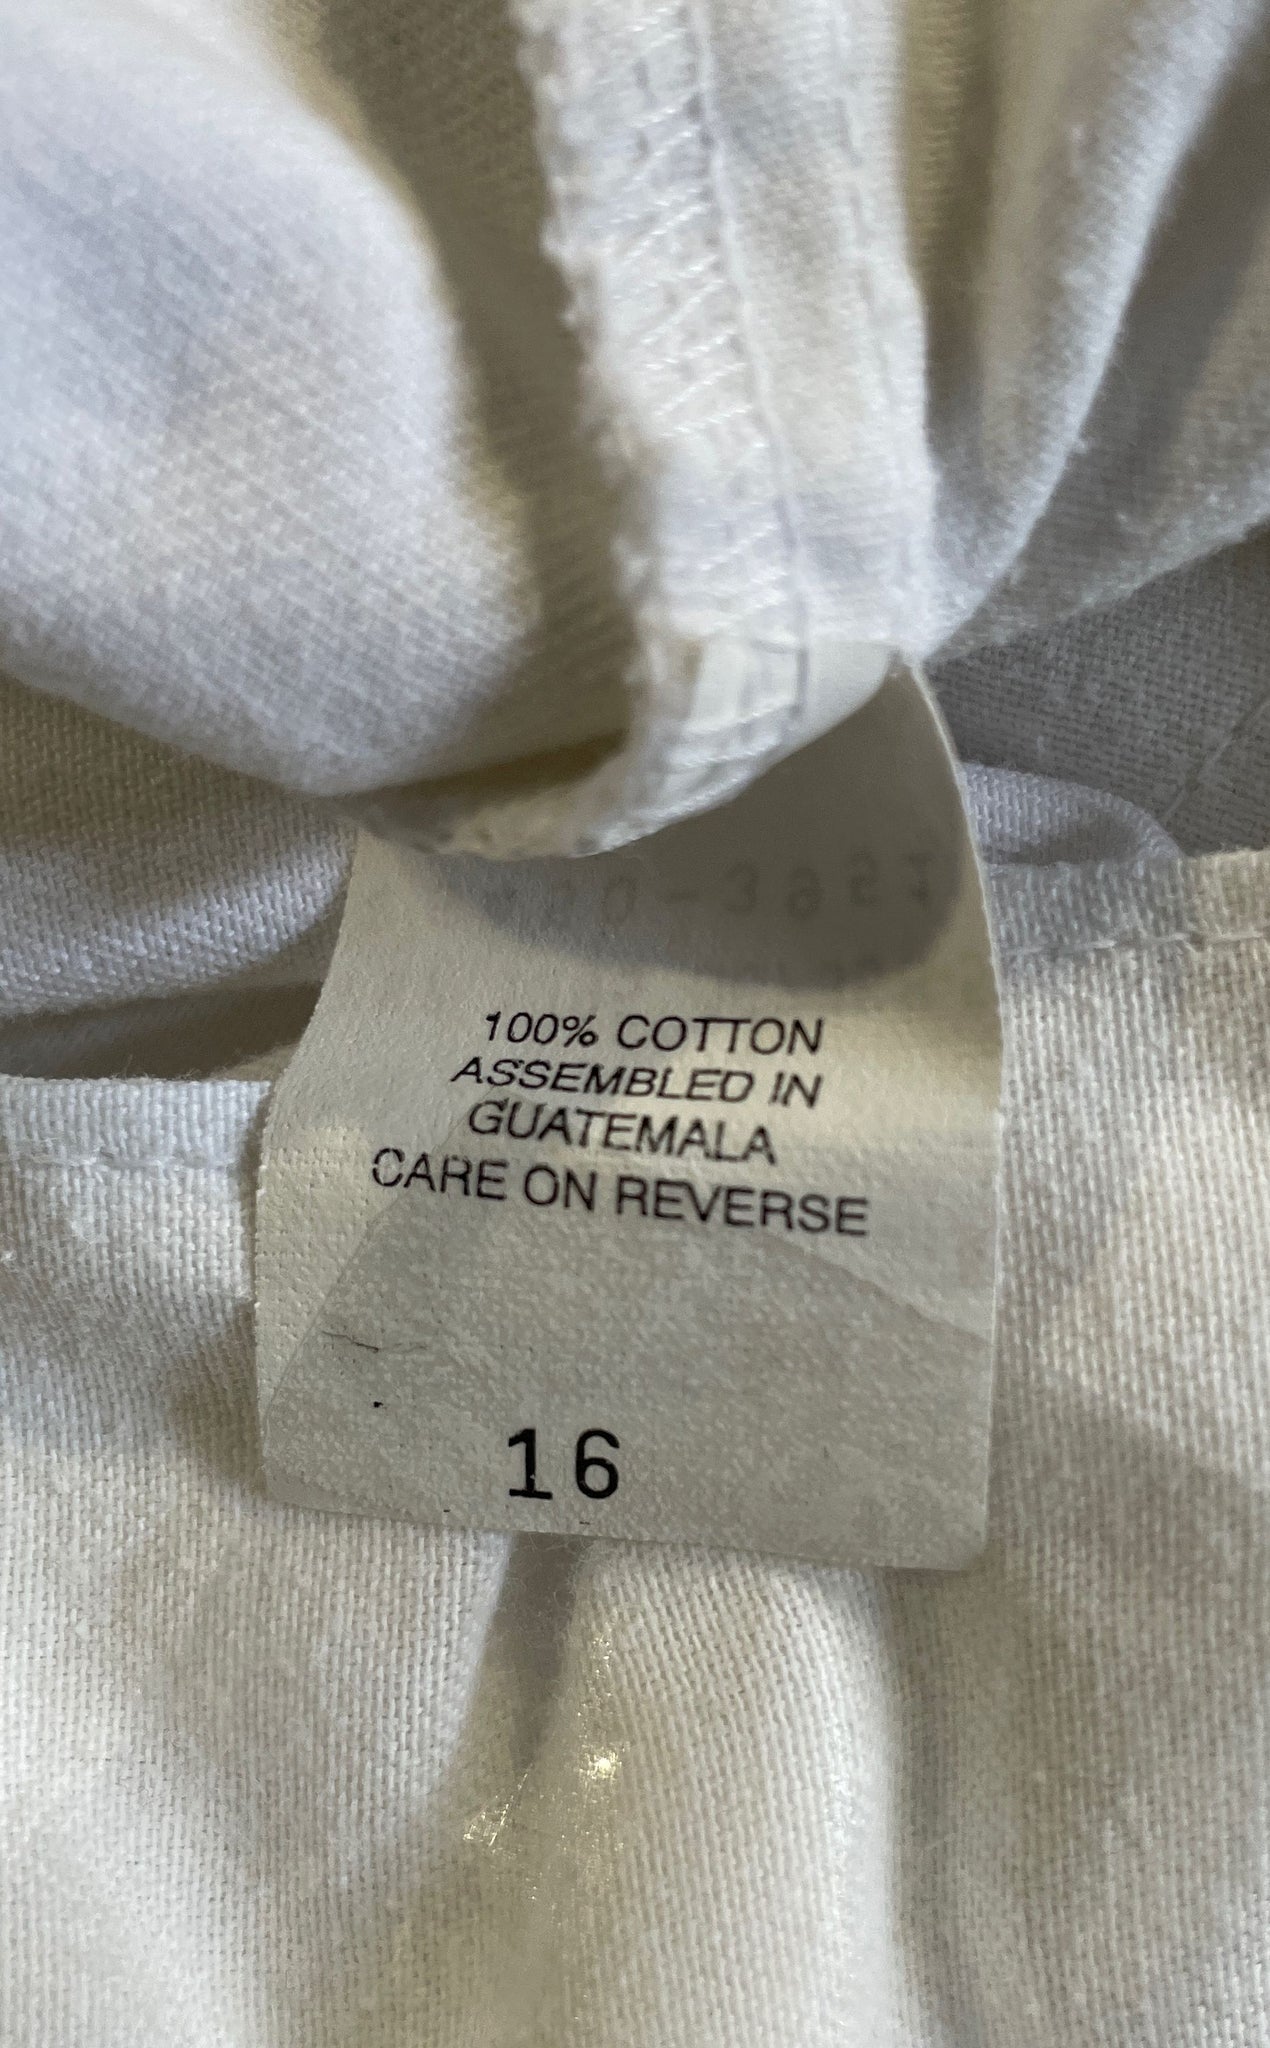 100% COTTON
ASSEMBLED IN
GUATEMALA
CARE ON REVERSE
16